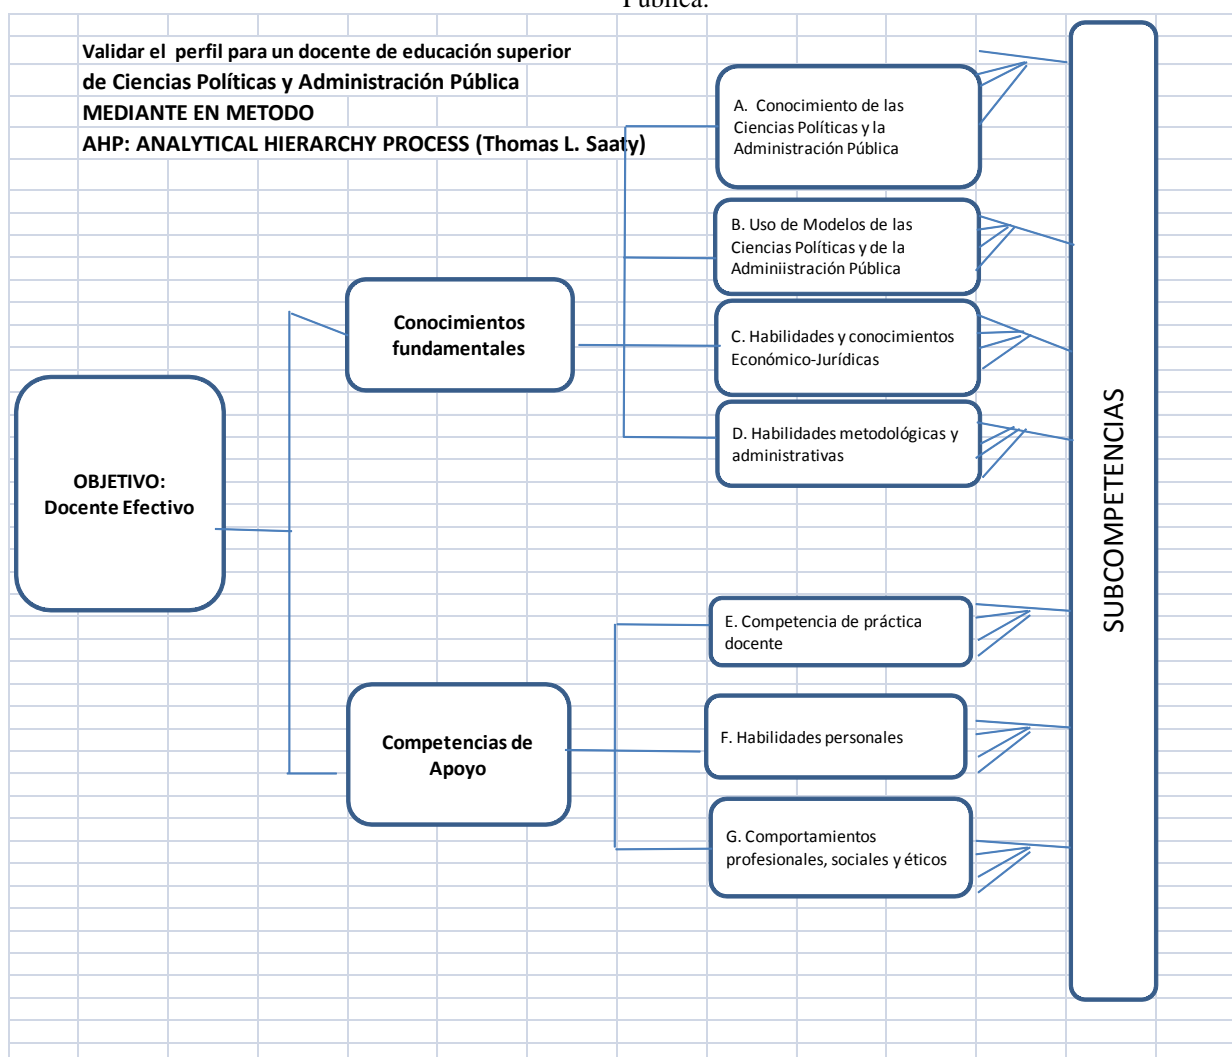 Pública.
Validar el perfil para un docente de educación superior
de Ciencias Políticas y Administración Pública
MEDIANTE EN METODO
AHP: ANALYTICAL HIERARCHY PROCESS (Thomas L. Saaty)
A. Conocimiento de las
Ciencias Políticas y la
Administración Pública
B. Uso de Modelos de las
Ciencias Políticas y de la
Adminiistración Pública
Conocimientos
fundamentales
C. Habilidades y conocimientos
Económico-Jurídicas
D. Habilidades metodológicas y
administrativas
OBJETIVO:
Docente Efectivo
SUBCOMPETENCIAS
E. Competencia de práctica
docente
Competencias de
Apoyo
F. Habilidades personales
G. Comportamientos
profesionales, sociales y éticos